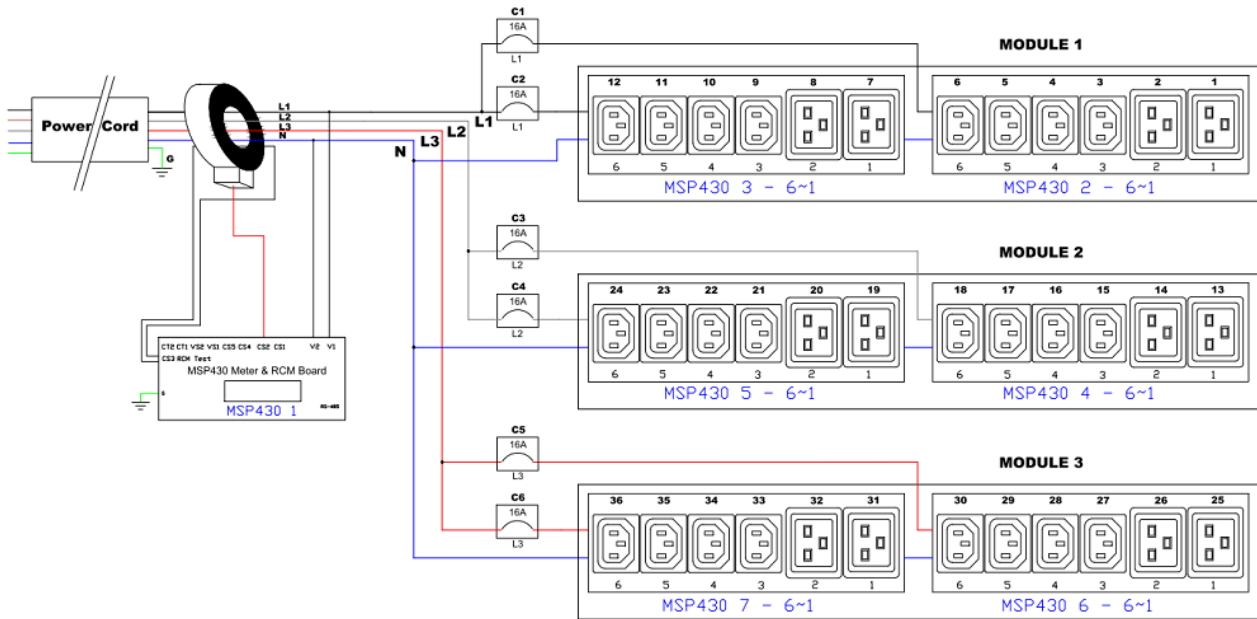 C1
16A
L1
MODULE 1
C2
16A
L1
12 11 10 9 8 7
6 5 4 3 2 1
6 5 4 3 2 1
6 5 4 3 2 1
MSP430 3 - 6~1
MSP430 2 - 6~1
Power Cord
G
L1
L2
L3
N
L1
L2
L3
N
C3
16A
L2
MODULE 2
C4
16A
L2
24 23 22 21 20 19
18 17 16 15 14 13
6 5 4 3 2 1
6 5 4 3 2 1
MSP430 5 - 6~1
MSP430 4 - 6~1
CT2 CT1 VS2 VS1 CS5 CS4 CS2 CS1 V2 V1
CS3 RCM Test
MSP430 Meter & RCM Board
MSP430 1
RS-485
C5
16A
L3
MODULE 3
C6
16A
L3
36 35 34 33 32 31
30 29 28 27 26 25
6 5 4 3 2 1
6 5 4 3 2 1
MSP430 7 - 6~1
MSP430 6 - 6~1